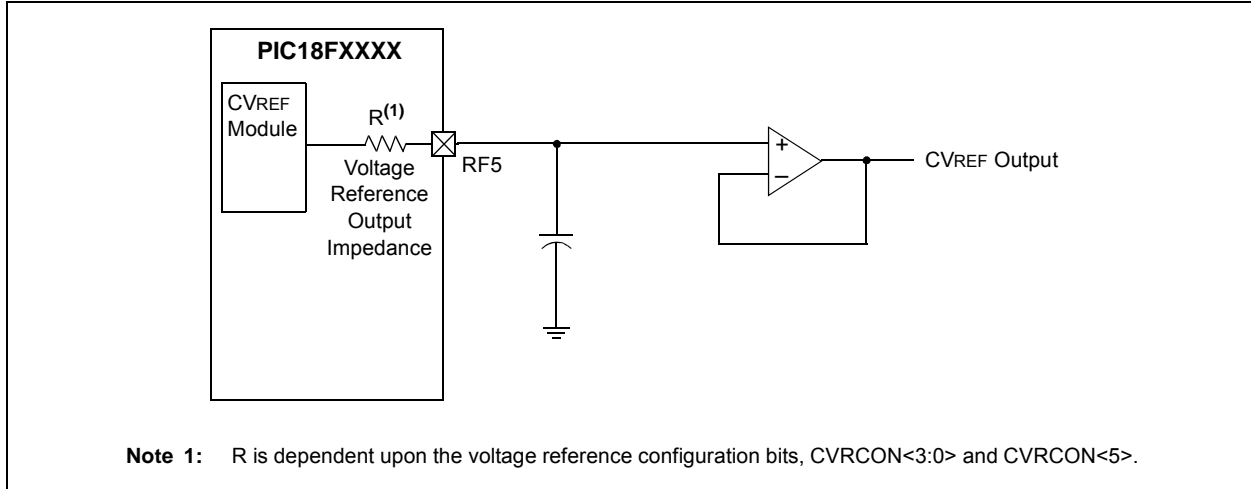 PIC18FXXXX
CVREF
Module
R(1)
Voltage
Reference
Output
Impedance
RF5
+
–
CVREF Output
Note 1: R is dependent upon the voltage reference configuration bits, CVRCON<3:0> and CVRCON<5>.